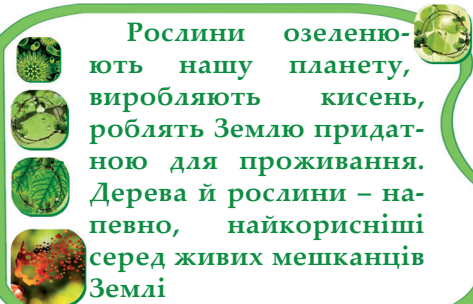 Рослини озеленю-
ють нашу планету,
виробляють кисень,
роблять Землю придат-
ною для проживання.
Дерева й рослини – на-
певно, найкорисніші
серед живих мешканців
Землі